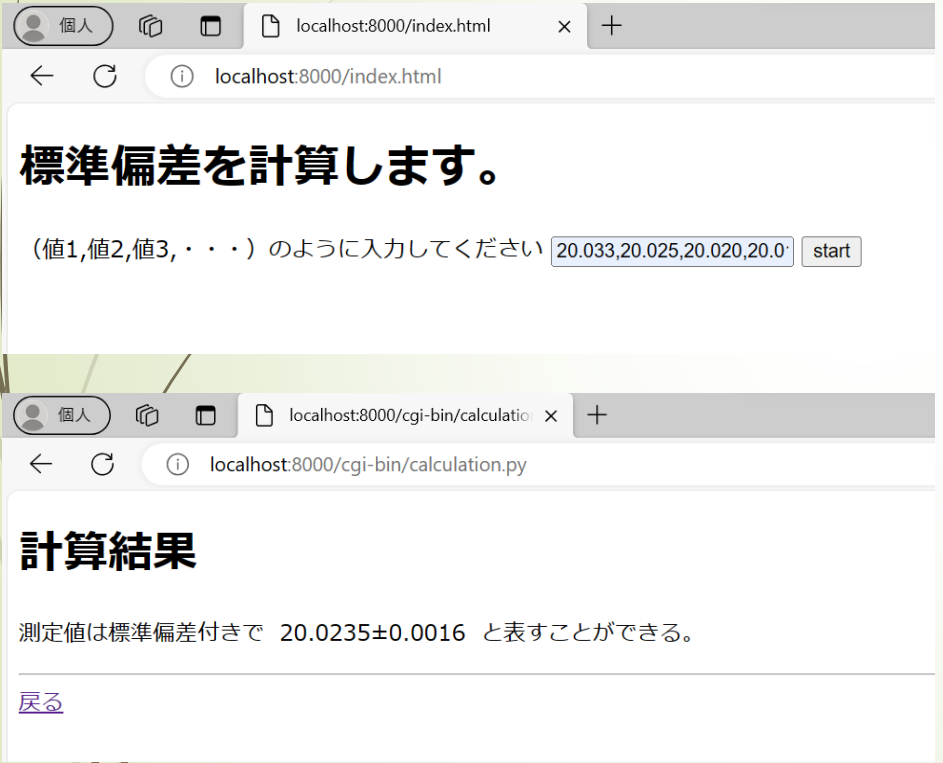 個人
localhost:8000/index.html
localhost:8000/index.html
標準偏差を計算します。
（値1,値2,値3,・・・）のように入力してください 20.033,20.025,20.020,20.0 start
個人
localhost:8000/cgi-bin/calculatio
localhost:8000/cgi-bin/calculation.py
計算結果
測定値は標準偏差付きで 20.0235±0.0016 と表すことができる。
戻る